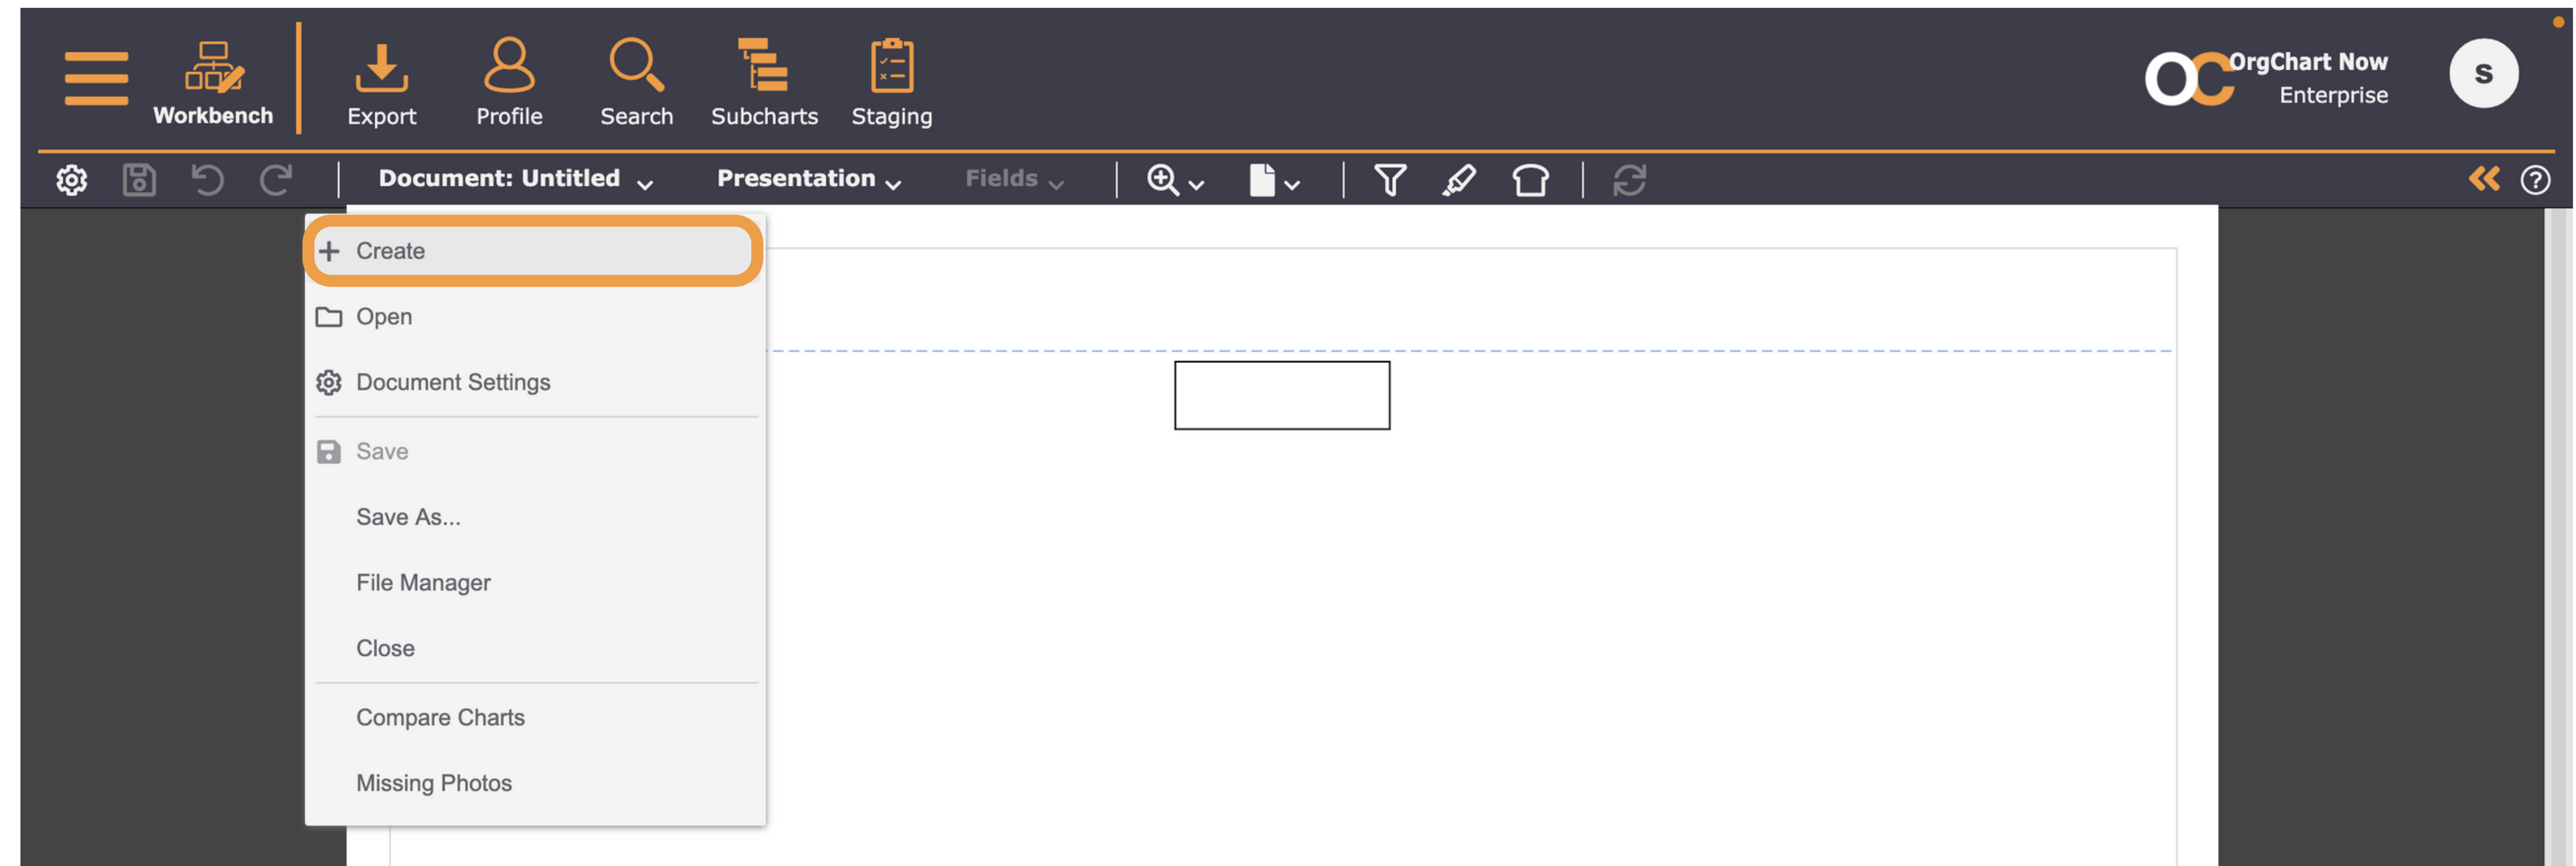 Workbench
Export
Profile
Search
Subcharts
Staging
OC
OrgChart Now
Enterprise
S
Document: Untitled
Presentation
Fields
Create
Open
Document Settings
Save
Save As...
File Manager
Close
Compare Charts
Missing Photos